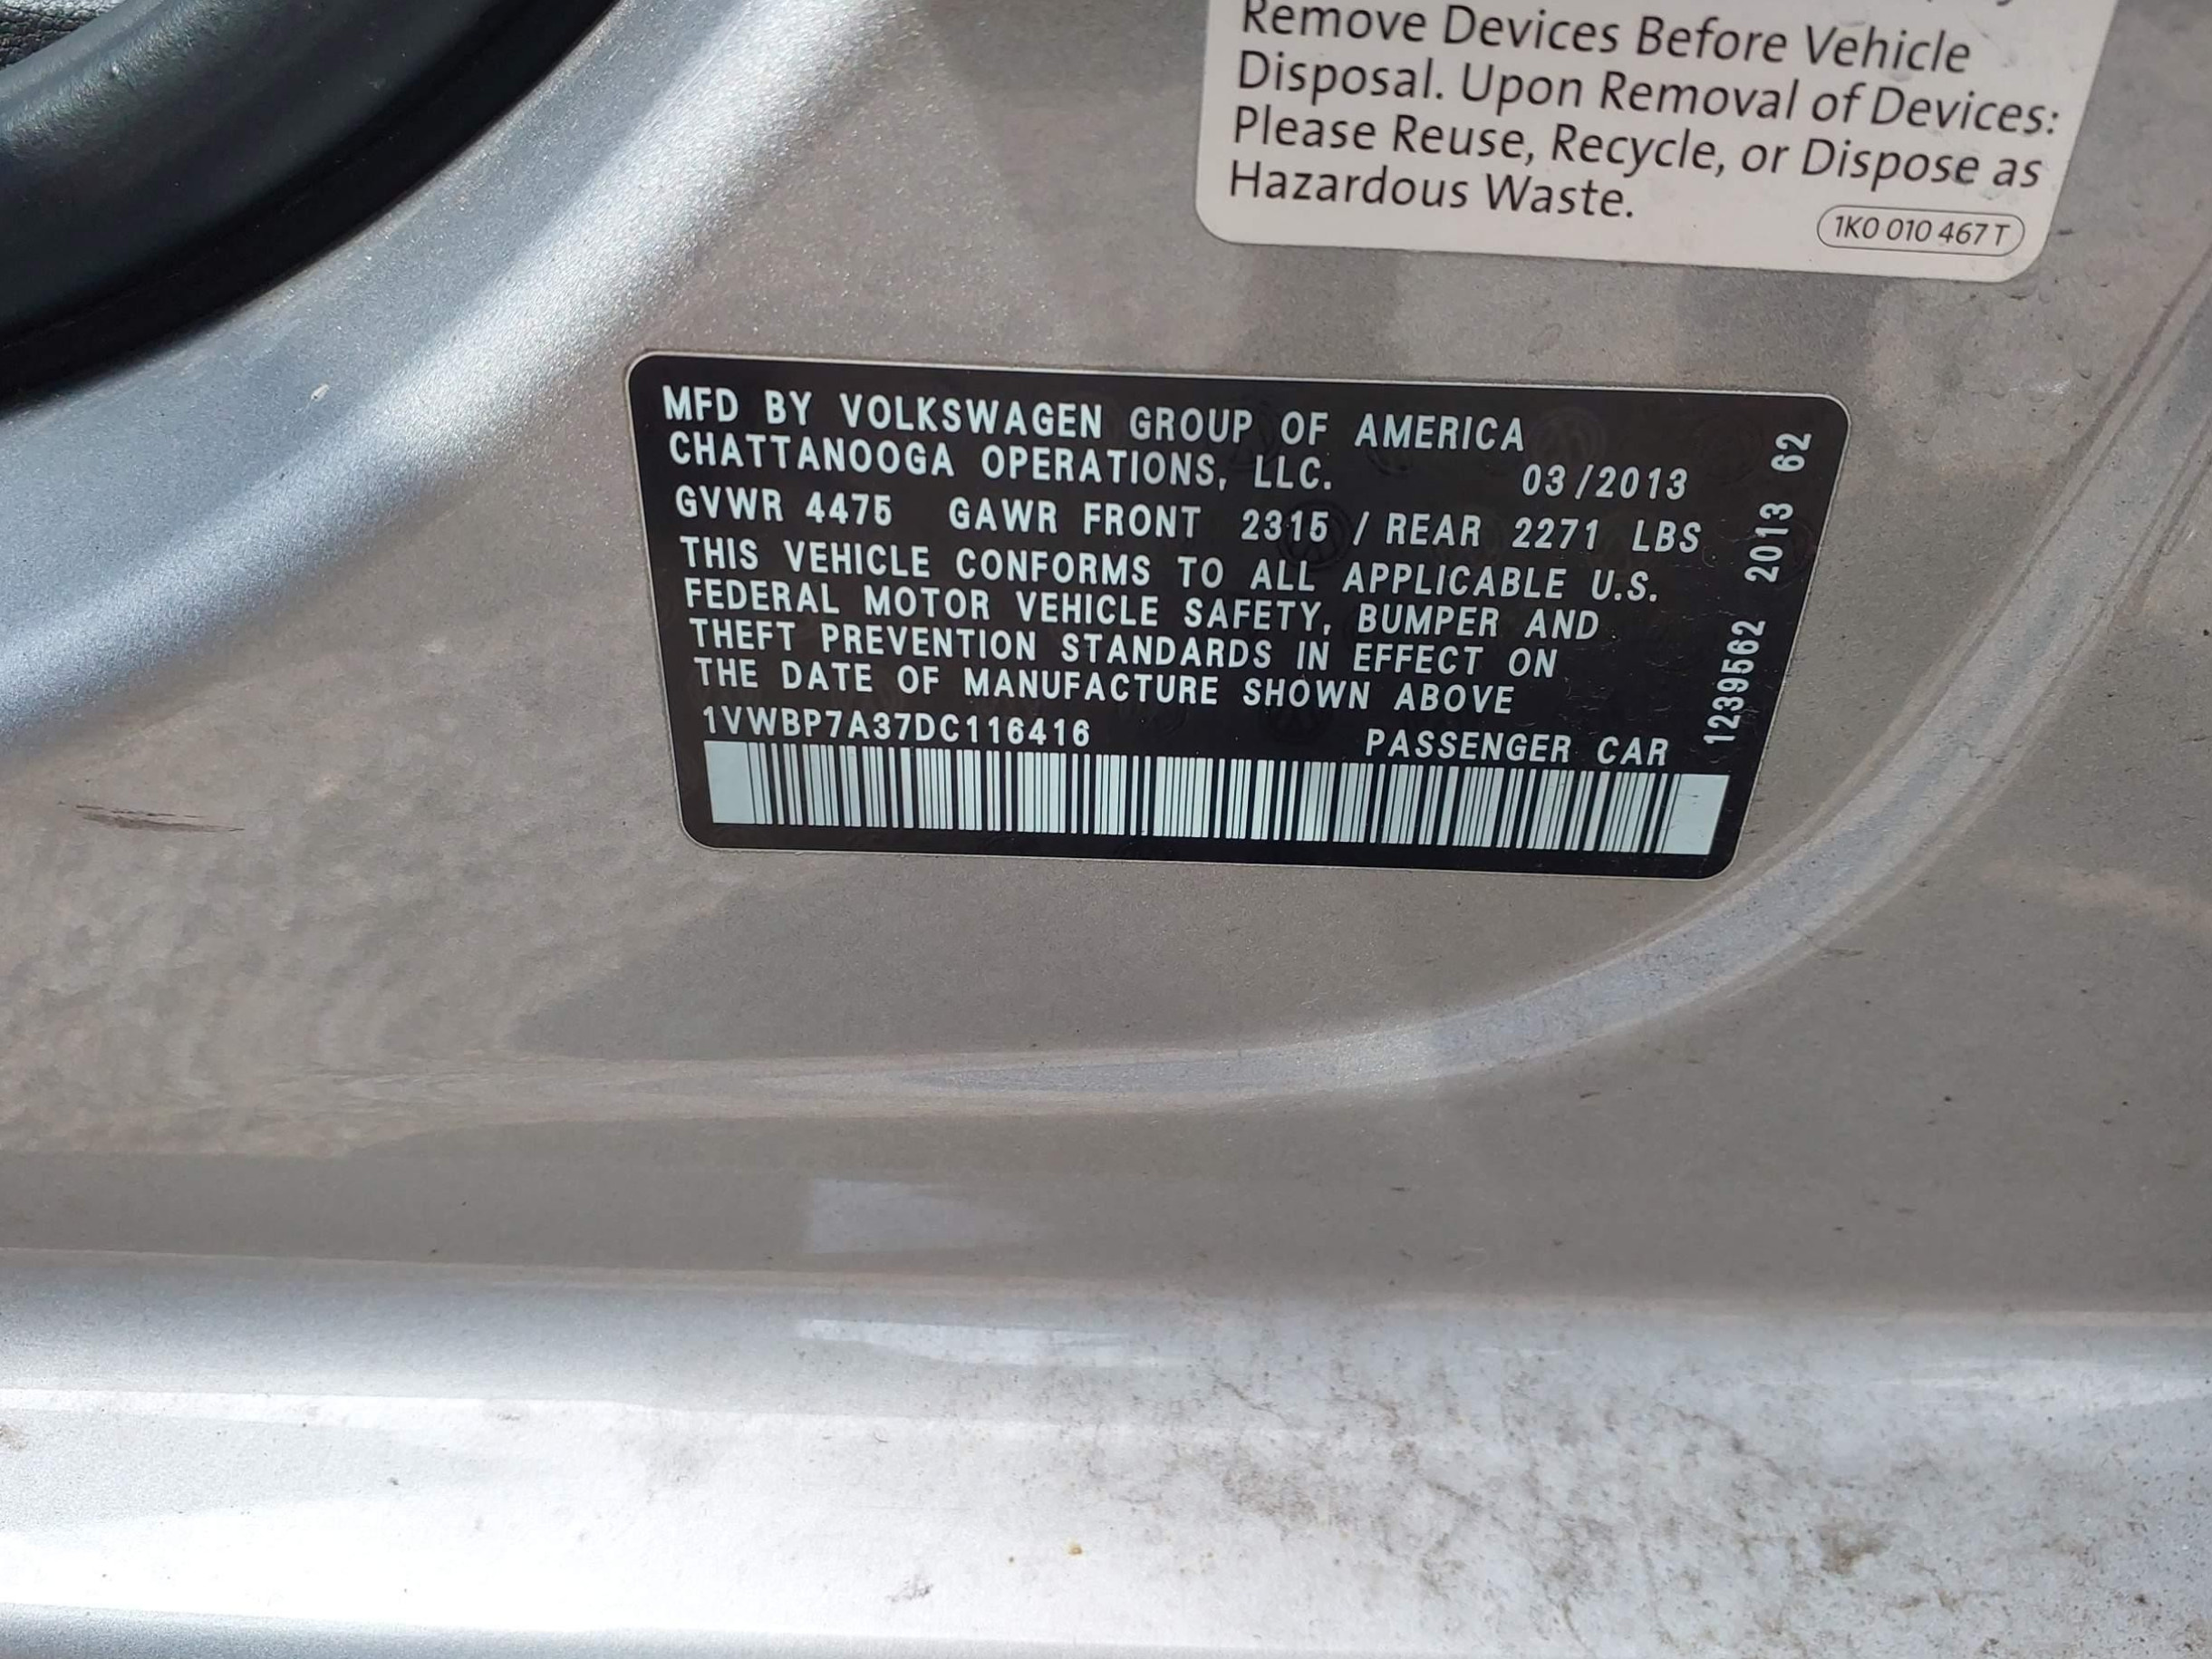 Remove Devices Before Vehicle
Disposal. Upon Removal of Devices:
Please Reuse, Recycle, or Dispose as
Hazardous Waste.
1K0 010 467 T
MFD BY VOLKSWAGEN GROUP OF AMERICA
CHATTANOOGA OPERATIONS, LLC. 03/2013
GVWR 4475 GAWR FRONT 2315 / REAR 2271 LBS
THIS VEHICLE CONFORMS TO ALL APPLICABLE U.S.
FEDERAL MOTOR VEHICLE SAFETY, BUMPER AND
THEFT PREVENTION STANDARDS IN EFFECT ON
THE DATE OF MANUFACTURE SHOWN ABOVE
1VWBP7A37DC116416 PASSENGER CAR
1239562 2013 62